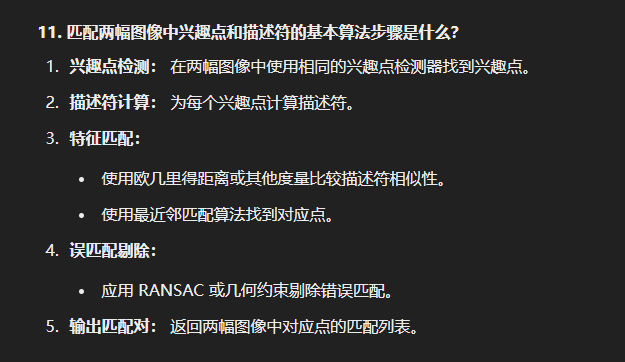 11. 匹配两幅图像中兴趣点和描述符的基本算法步骤是什么?
1. 兴趣点检测： 在两幅图像中使用相同的兴趣点检测器找到兴趣点。
2. 描述符计算： 为每个兴趣点计算描述符。
3. 特征匹配：
• 使用欧几里得距离或其他度量比较描述符相似性。
• 使用最近邻匹配算法找到对应点。
4. 误匹配剔除：
• 应用 RANSAC 或几何约束剔除错误匹配。
5. 输出匹配对： 返回两幅图像中对应点的匹配列表。